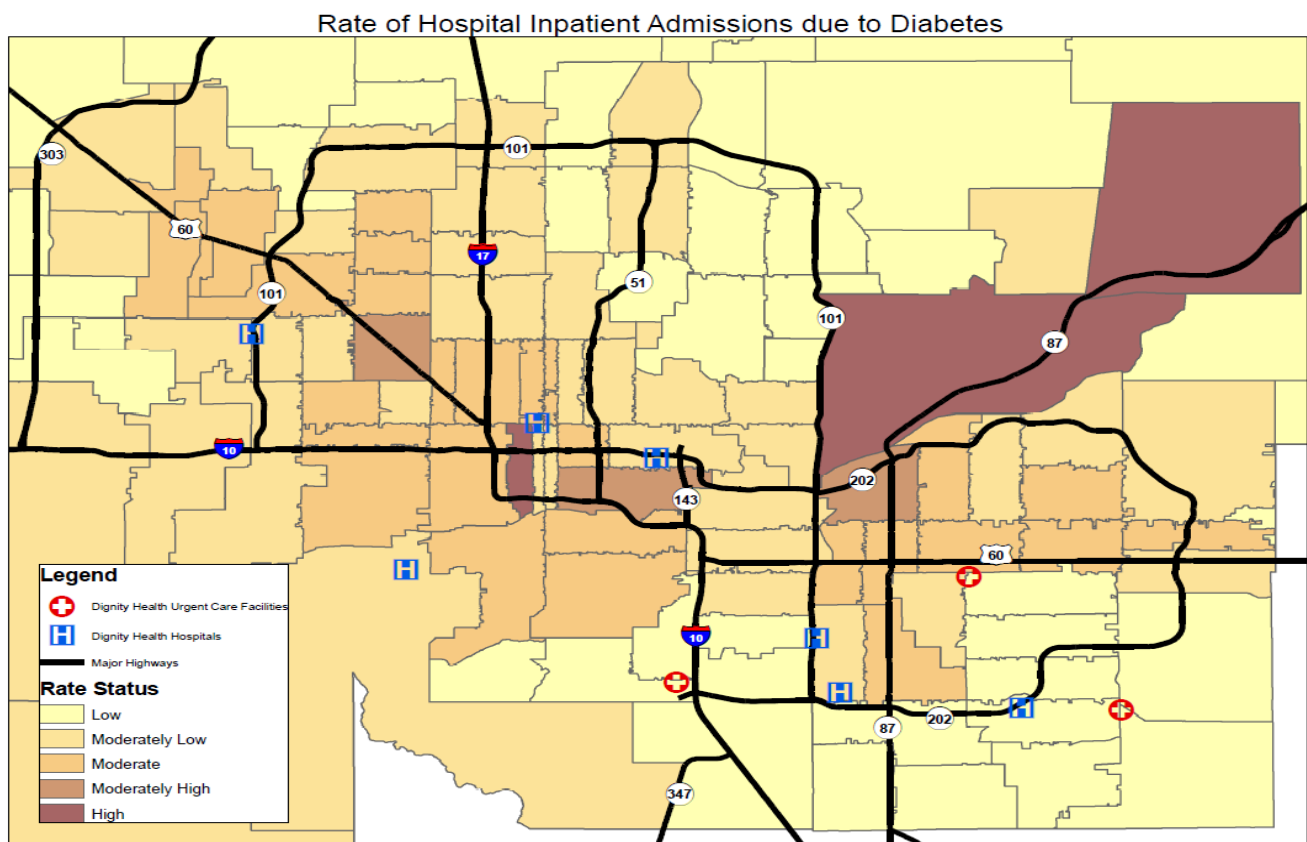 Rate of Hospital Inpatient Admissions due to Diabetes
303
101
60
17
51
101
101
87
10
202
143
60
10
202
87
347
Legend
Dignity Health Urgent Care Facilities
H Dignity Health Hospitals
Major Highways
Rate Status
Low
Moderately Low
Moderate
Moderately High
High
H
H
H
H
H
H
H